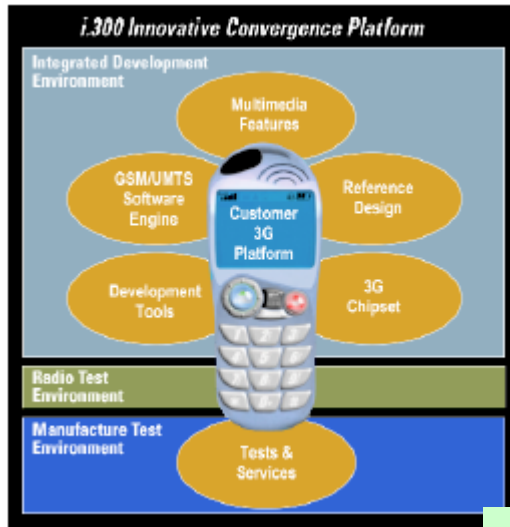 i.300 Innovative Convergence Platform
Integrated Development
Environment
Multimedia
Features
GSM/UMTS
Software
Engine
Customer
3G
Platform
Reference
Design
Development
Tools
3G
Chipset
Radio Test
Environment
Manufacture Test
Environment
Tests &
Services